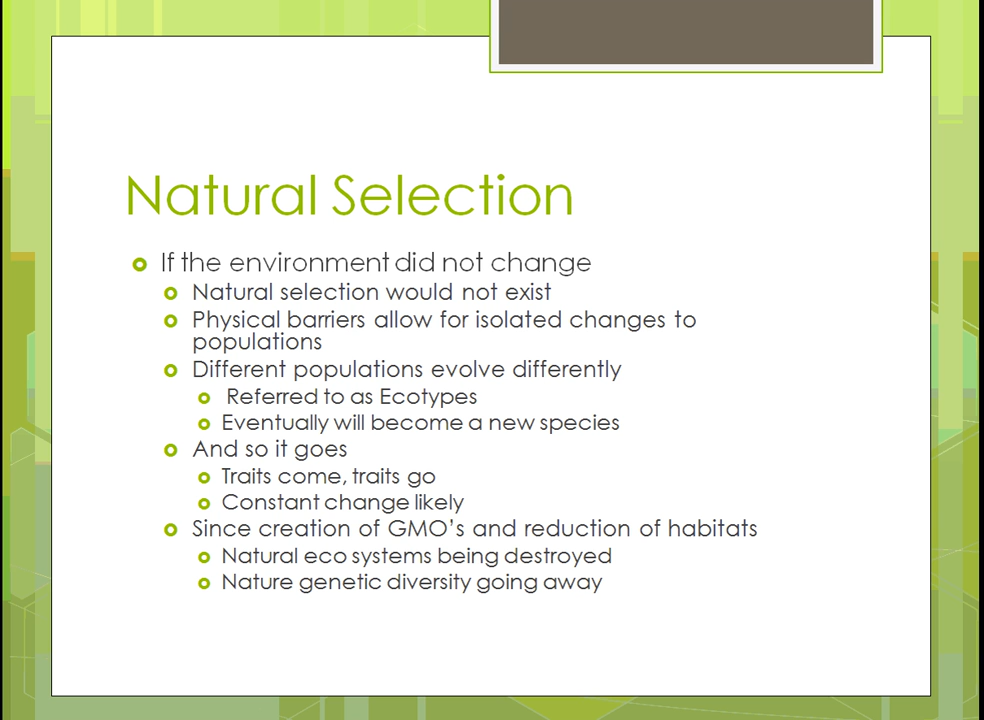 Natural Selection
If the environment did not change
Natural selection would not exist
Physical barriers allow for isolated changes to
populations
Different populations evolve differently
Referred to as Ecotypes
Eventually will become a new species
And so it goes
Traits come, traits go
Constant change likely
Since creation of GMO's and reduction of habitats
Natural eco systems being destroyed
Nature genetic diversity going away